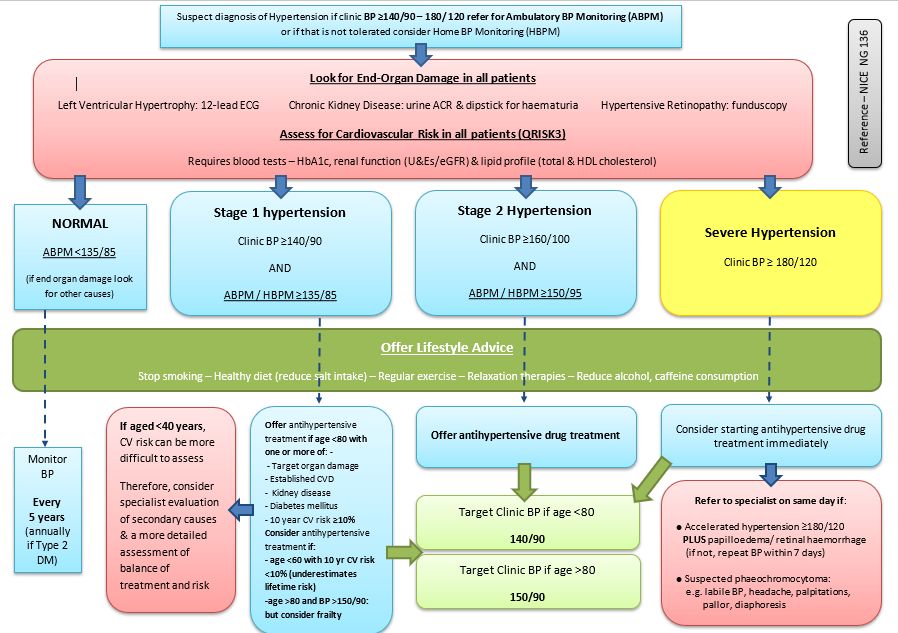 Suspect diagnosis of Hypertension if clinic BP ≥140/90 – 180/120 refer for Ambulatory BP Monitoring (ABPM)
or if that is not tolerated consider Home BP Monitoring (HBPM)
Reference – NICE NG 136
Look for End-Organ Damage in all patients
Left Ventricular Hypertrophy: 12-lead ECG Chronic Kidney Disease: urine ACR & dipstick for haematuria Hypertensive Retinopathy: funduscopy
Assess for Cardiovascular Risk in all patients (QRISK3)
Requires blood tests – HbA1c, renal function (U&Es/eGFR) & lipid profile (total & HDL cholesterol)
NORMAL
ABPM <135/85
(if end organ damage look
for other causes)
Stage 1 hypertension
Clinic BP ≥140/90
AND
ABPM / HBPM ≥135/85
Stage 2 Hypertension
Clinic BP ≥160/100
AND
ABPM / HBPM ≥150/95
Severe Hypertension
Clinic BP ≥ 180/120
Offer Lifestyle Advice
Stop smoking – Healthy diet (reduce salt intake) – Regular exercise – Relaxation therapies – Reduce alcohol, caffeine consumption
Monitor
BP
Every
5 years
(annually
if Type 2
DM)
If aged <40 years,
CV risk can be more
difficult to assess
Therefore, consider
specialist evaluation
of secondary causes
& a more detailed
assessment of
balance of
treatment and risk
Offer antihypertensive
treatment if age <80 with
one or more of: -
- Target organ damage
- Established CVD
- Kidney disease
- Diabetes mellitus
- 10 year CV risk ≥10%
Consider antihypertensive
treatment if:
- age <60 with 10 yr CV risk
<10% (underestimates
lifetime risk)
-age >80 and BP >150/90:
but consider frailty
Offer antihypertensive drug treatment
Target Clinic BP if age <80
140/90
Target Clinic BP if age >80
150/90
Consider starting antihypertensive drug
treatment immediately
Refer to specialist on same day if:
● Accelerated hypertension ≥180/120
PLUS papilloedema/ retinal haemorrhage
(if not, repeat BP within 7 days)
● Suspected phaeochromocytoma:
e.g. labile BP, headache, palpitations,
pallor, diaphoresis